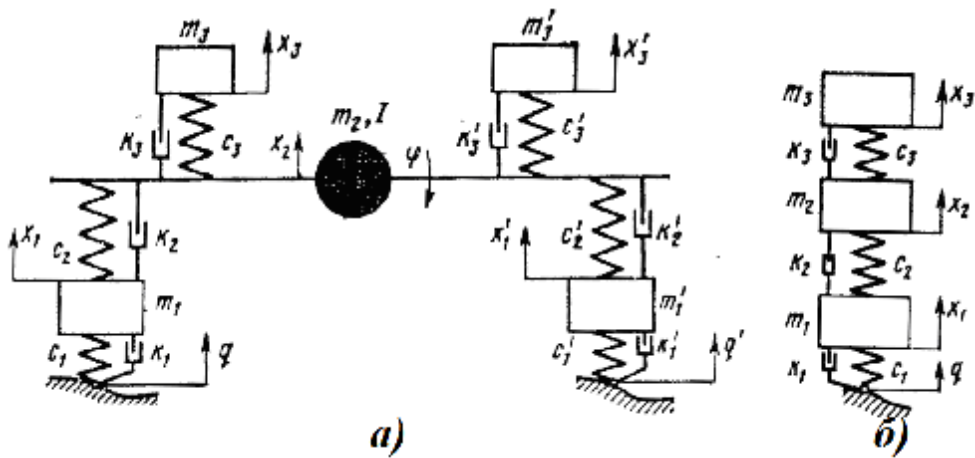 m₃ x₃ m₃' x₃'
m₃ x₃
K₃ c₃ x₂ m₂, I φ K₃' c₃' K₃ c₃
m₂ x₂
x₁ c₂ K₂ x₁' c₂' K₂' K₂ c₂
m₁ m₁' m₁ x₁
c₁ K₁ q c₁' K₁' q' K₁ c₁ q
а) б)